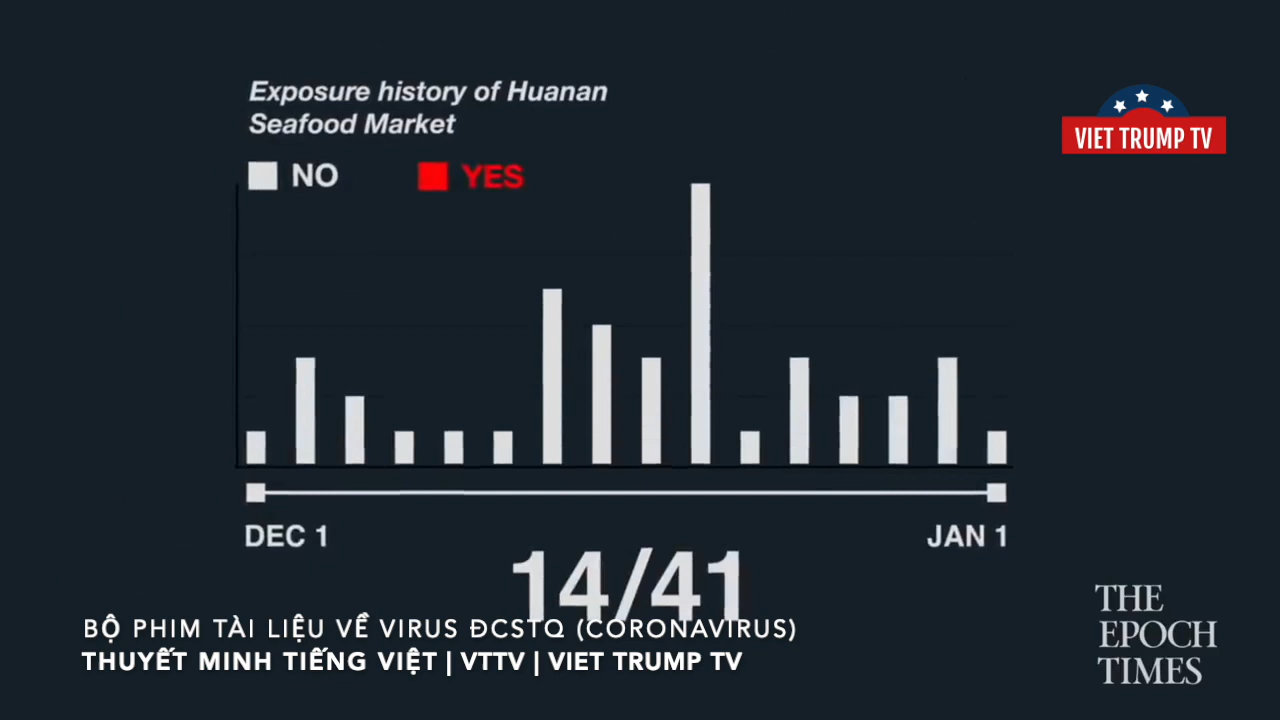 Exposure history of Huanan
Seafood Market
NO
YES
VIET TRUMP TV
DEC 1
JAN 1
14/41
BỘ PHIM TÀI LIỆU VỀ VIRUS ĐCSTQ (CORONAVIRUS)
THUYẾT MINH TIẾNG VIỆT | VTTV | VIET TRUMP TV
THE
EPOCH
TIMES